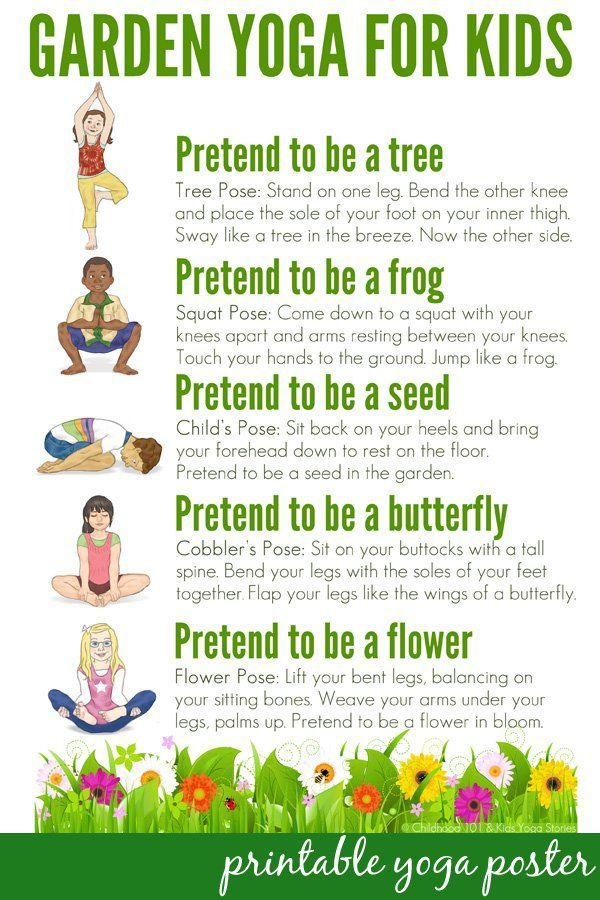 GARDEN YOGA FOR KIDS
Pretend to be a tree
Tree Pose: Stand on one leg. Bend the other knee
and place the sole of your foot on your inner thigh.
Sway like a tree in the breeze. Now the other side.
Pretend to be a frog
Squat Pose: Come down to a squat with your
knees apart and arms resting between your knees.
Touch your hands to the ground. Jump like a frog.
Pretend to be a seed
Child's Pose: Sit back on your heels and bring
your forehead down to rest on the floor.
Pretend to be a seed in the garden.
Pretend to be a butterfly
Cobbler's Pose: Sit on your buttocks with a tall
spine. Bend your legs with the soles of your feet
together. Flap your legs like the wings of a butterfly.
Pretend to be a flower
Flower Pose: Lift your bent legs, balancing on
your sitting bones. Weave your arms under your
legs, palms up. Pretend to be a flower in bloom.
© Childhood 101 & Kids Yoga Stories
printable yoga poster